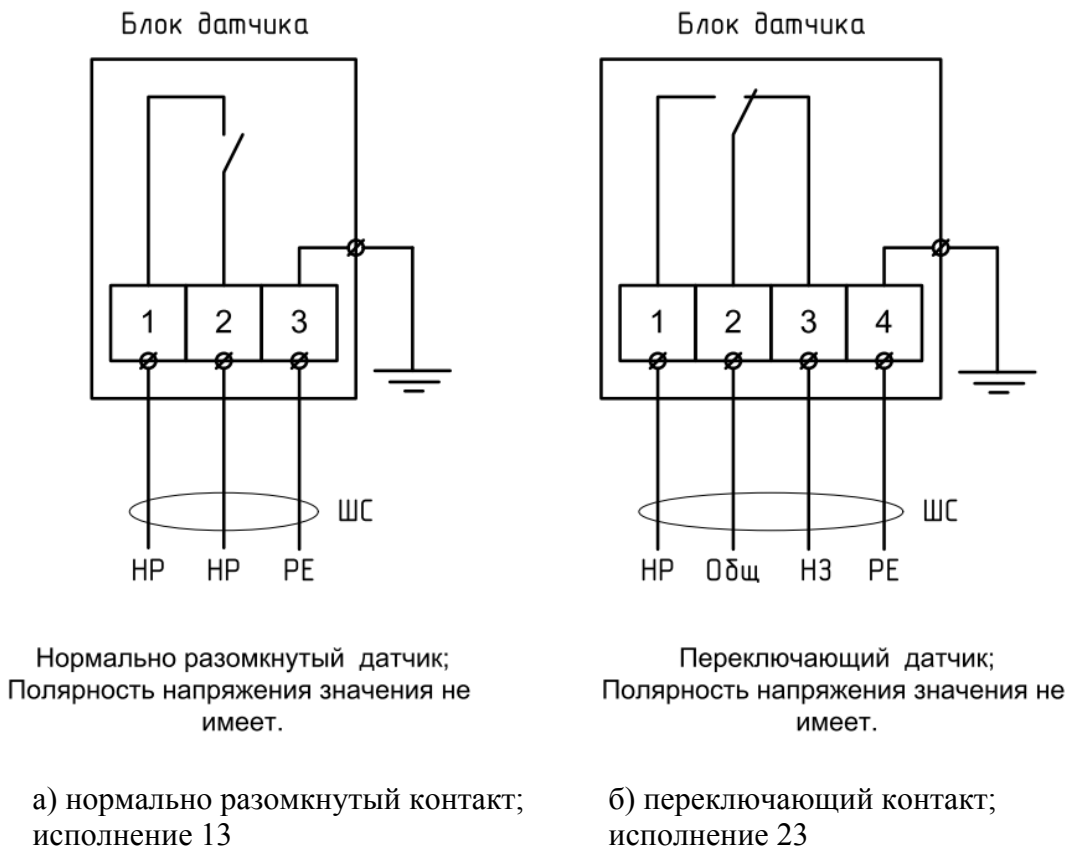 Блок датчика
1 2 3
ШС
НР НР PE
Нормально разомкнутый датчик;
Полярность напряжения значения не
имеет.
а) нормально разомкнутый контакт;
исполнение 13
Блок датчика
1 2 3 4
ШС
НР Общ НЗ PE
Переключающий датчик;
Полярность напряжения значения не
имеет.
б) переключающий контакт;
исполнение 23